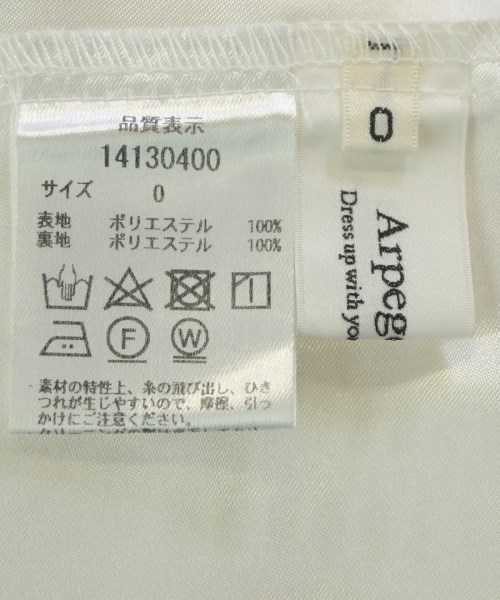 品質表示
14130400
サイズ 0
表地 ポリエステル 100%
裏地 ポリエステル 100%
F W
・素材の特性上、糸の飛び出し、ひき
つれが生じやすいので、摩擦、引っ
かけにご注意ください。
0
Arpeg
Dress up with yo